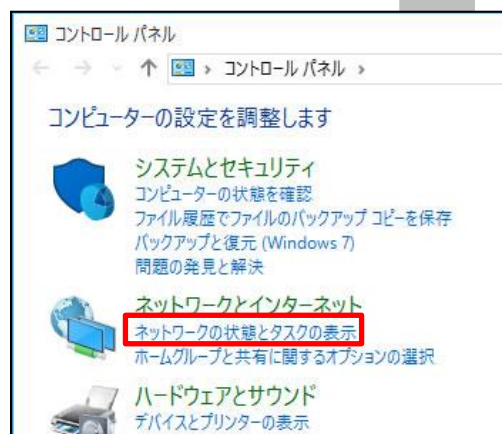 コントロール パネル
コントロール パネル
コンピューターの設定を調整します
システムとセキュリティ
コンピューターの状態を確認
ファイル履歴でファイルのバックアップ コピーを保存
バックアップと復元 (Windows 7)
問題の発見と解決
ネットワークとインターネット
ネットワークの状態とタスクの表示
ホームグループと共有に関するオプションの選択
ハードウェアとサウンド
デバイスとプリンターの表示